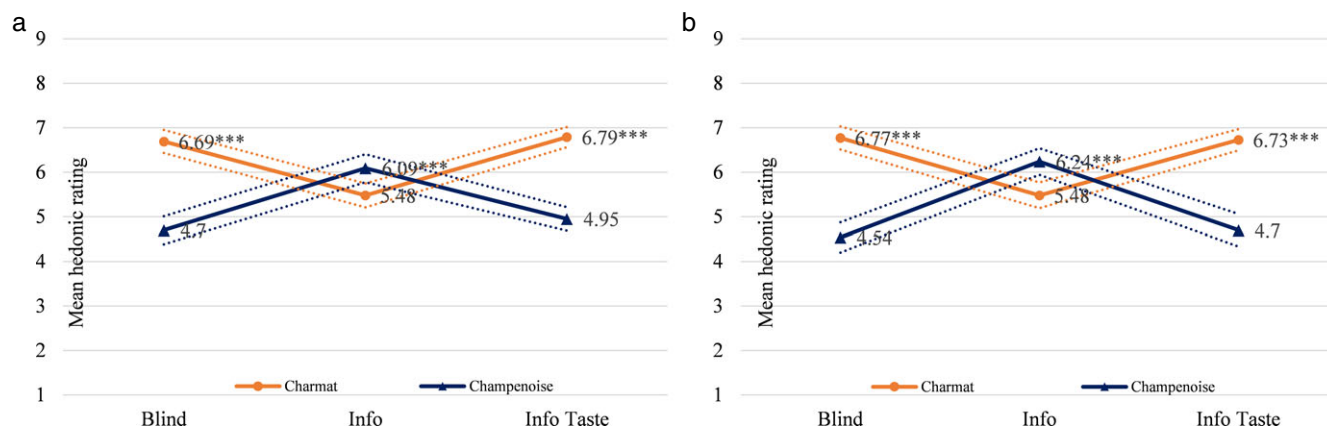 a
9
8
7
6
5
4
3
2
1
Mean hedonic rating
6.69***
4.7
6.09***
5.48
6.79***
4.95
Charmat
Champenoise
Blind
Info
Info Taste
b
9
8
7
6
5
4
3
2
1
Mean hedonic rating
6.77***
4.54
6.24***
5.48
6.73***
4.7
Charmat
Champenoise
Blind
Info
Info Taste